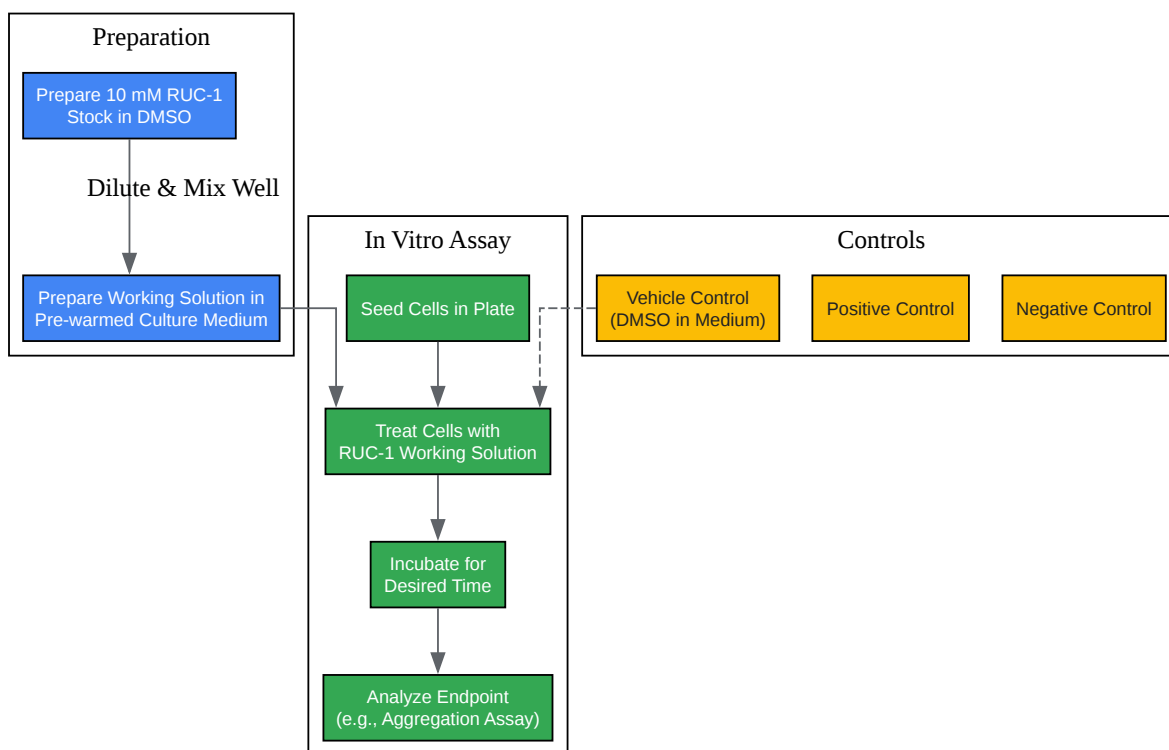 Preparation
Prepare 10 mM RUC-1
Stock in DMSO
Dilute & Mix Well
Prepare Working Solution in
Pre-warmed Culture Medium
In Vitro Assay
Seed Cells in Plate
Treat Cells with
RUC-1 Working Solution
Incubate for
Desired Time
Analyze Endpoint
(e.g., Aggregation Assay)
Controls
Vehicle Control
(DMSO in Medium)
Positive Control
Negative Control